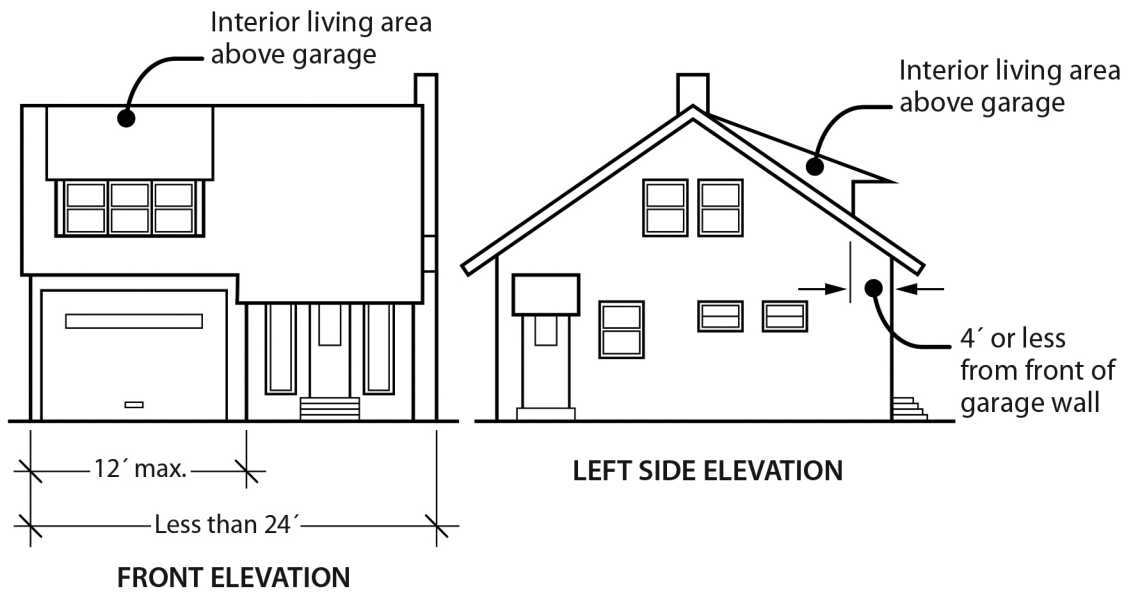 Interior living area
above garage
Interior living area
above garage
4´ or less
from front of
garage wall
12´ max.
LEFT SIDE ELEVATION
Less than 24´
FRONT ELEVATION